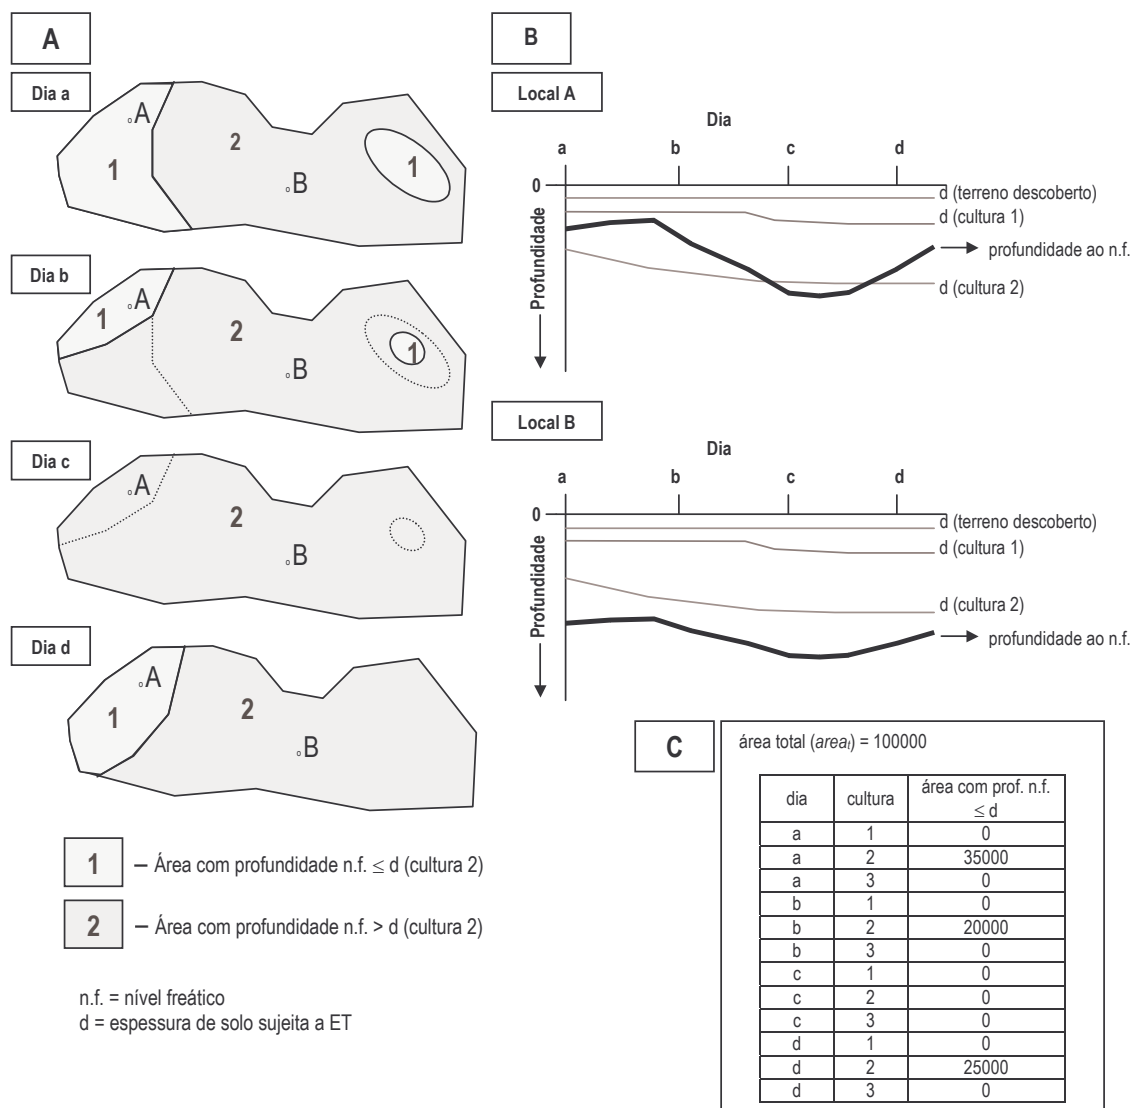 A
Dia a
A
1
2
B
1
Dia b
A
1
2
B
1
Dia c
A
2
B
Dia d
A
1
2
B
1 – Área com profundidade n.f. ≤ d (cultura 2)
2 – Área com profundidade n.f. > d (cultura 2)
n.f. = nível freático
d = espessura de solo sujeita a ET
B
Local A
Dia
a b c d
0
Profundidade
d (terreno descoberto)
d (cultura 1)
profundidade ao n.f.
d (cultura 2)
Local B
Dia
a b c d
0
Profundidade
d (terreno descoberto)
d (cultura 1)
d (cultura 2)
profundidade ao n.f.
C
área total (areat) = 100000
dia cultura área com prof. n.f.
≤ d
a 1 0
a 2 35000
a 3 0
b 1 0
b 2 20000
b 3 0
c 1 0
c 2 0
c 3 0
d 1 0
d 2 25000
d 3 0